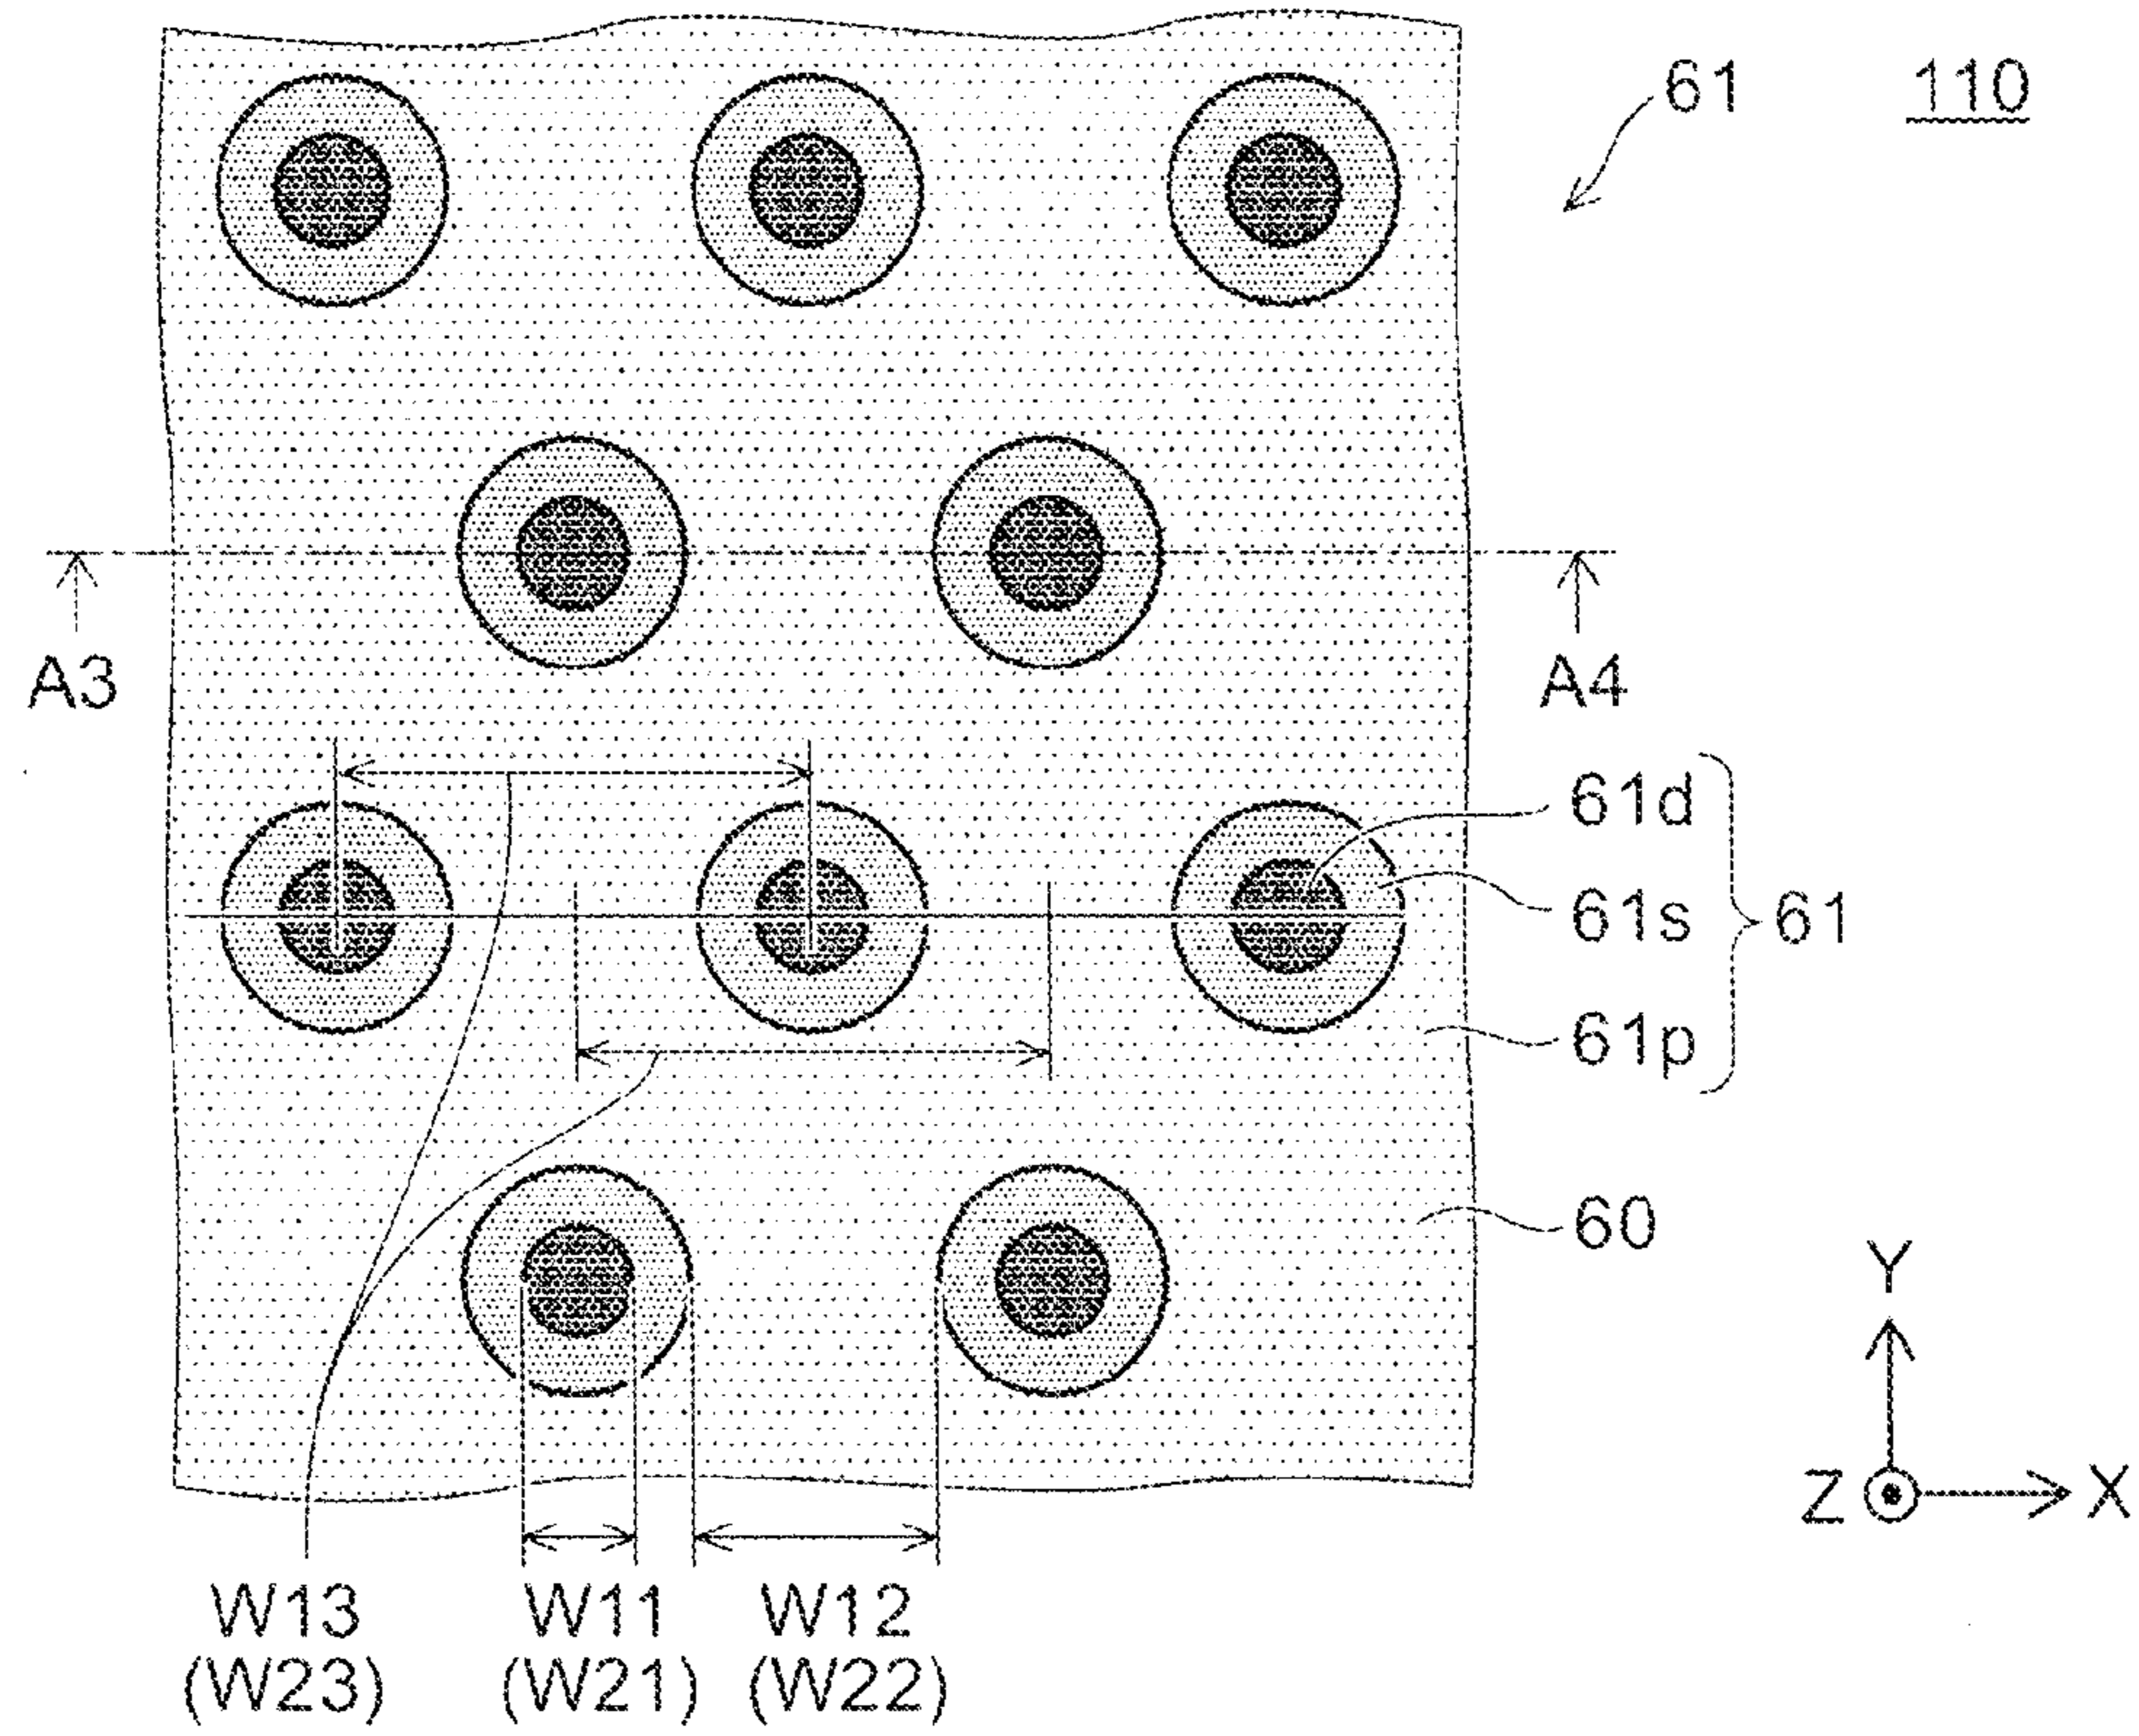 61 110
A3 A4
61d
61s 61
61p
60
Y
Z X
W13 W11 W12
(W23) (W21) (W22)